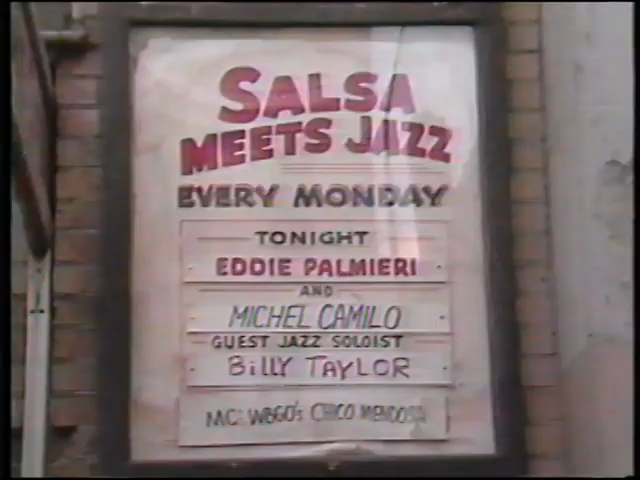 SALSA
MEETS JAZZ
EVERY MONDAY
TONIGHT
EDDIE PALMIERI
AND
MICHEL CAMILO
GUEST JAZZ SOLOIST
BILLY TAYLOR
MC: WBGO's CHICO MENDOSA